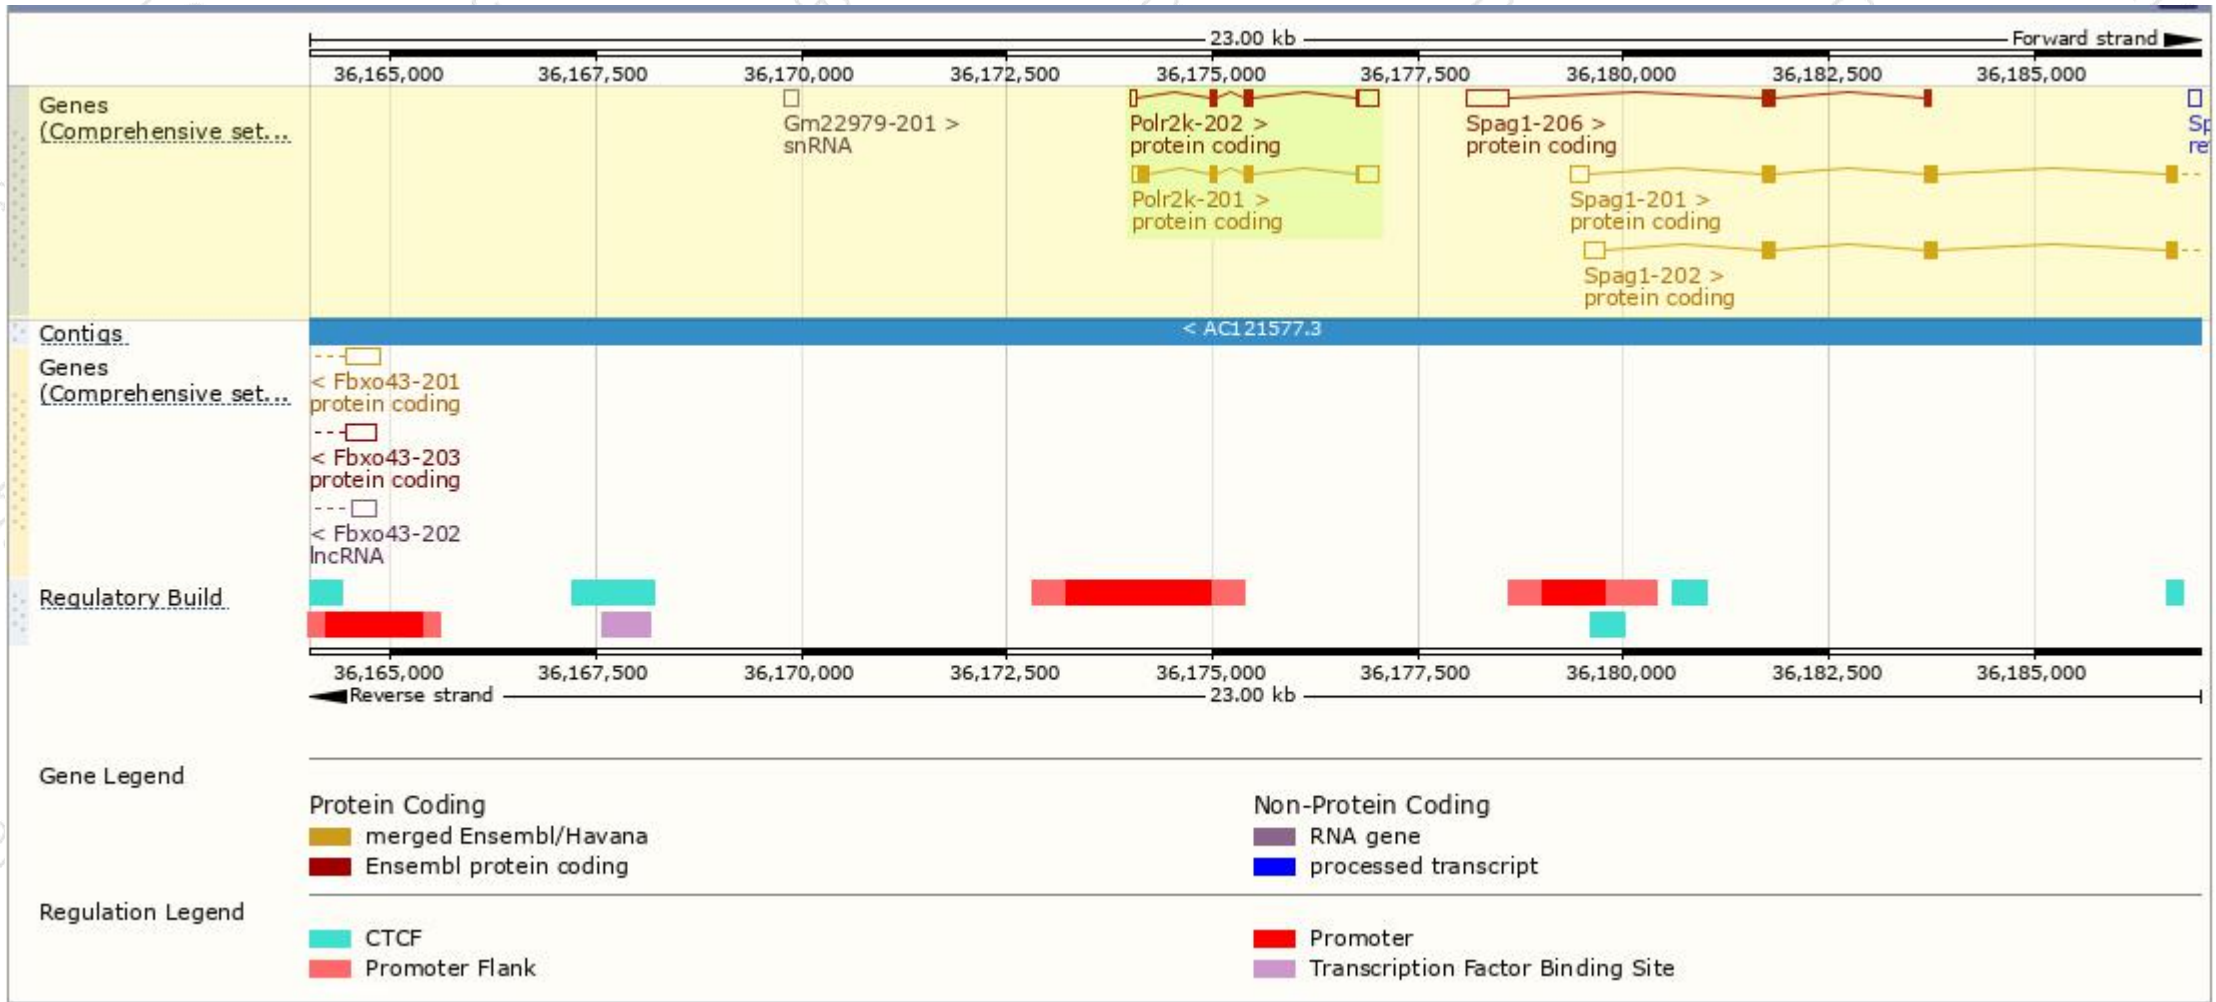 23.00 kb Forward strand
36,165,000 36,167,500 36,170,000 36,172,500 36,175,000 36,177,500 36,180,000 36,182,500 36,185,000
Genes
(Comprehensive set...
Gm22979-201 >
snRNA
Polr2k-202 >
protein coding
Spag1-206 >
protein coding
Sp
re
Polr2k-201 >
protein coding
Spag1-201 >
protein coding
Spag1-202 >
protein coding
Contigs
< AC121577.3
Genes
(Comprehensive set...
< Fbxo43-201
protein coding
< Fbxo43-203
protein coding
< Fbxo43-202
lncRNA
Regulatory Build
36,165,000 36,167,500 36,170,000 36,172,500 36,175,000 36,177,500 36,180,000 36,182,500 36,185,000
Reverse strand 23.00 kb
Gene Legend
Protein Coding
merged Ensembl/Havana
Ensembl protein coding
Non-Protein Coding
RNA gene
processed transcript
Regulation Legend
CTCF
Promoter Flank
Promoter
Transcription Factor Binding Site